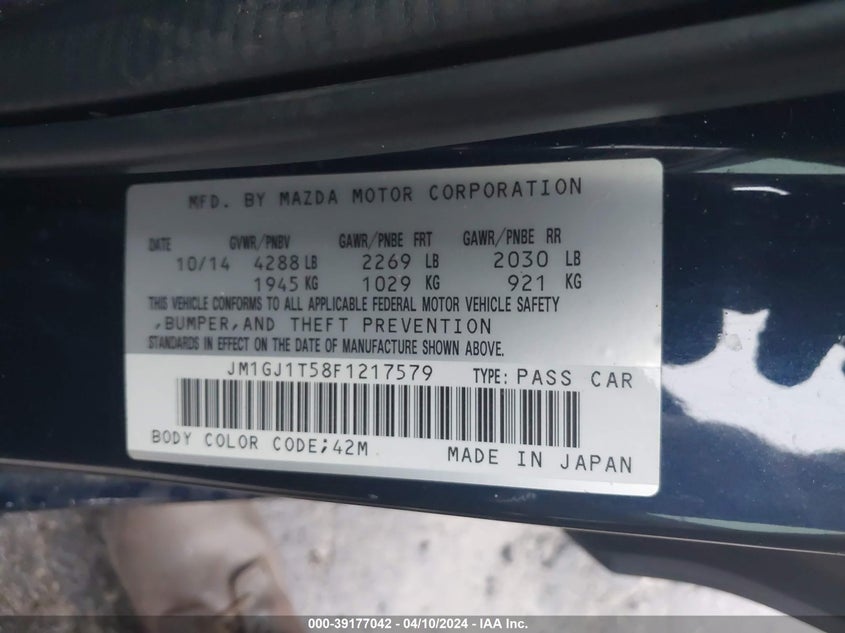 MFD. BY MAZDA MOTOR CORPORATION
DATE GVWR/PNBV GAWR/PNBE FRT GAWR/PNBE RR
10/14 4288 LB 2269 LB 2030 LB
1945 KG 1029 KG 921 KG
THIS VEHICLE CONFORMS TO ALL APPLICABLE FEDERAL MOTOR VEHICLE SAFETY
,BUMPER,AND THEFT PREVENTION
STANDARDS IN EFFECT ON THE DATE OF MANUFACTURE SHOWN ABOVE.
JM1GJ1T58F1217579 TYPE: PASS CAR
BODY COLOR CODE;42M MADE IN JAPAN
000-39177042 - 04/10/2024 - IAA Inc.